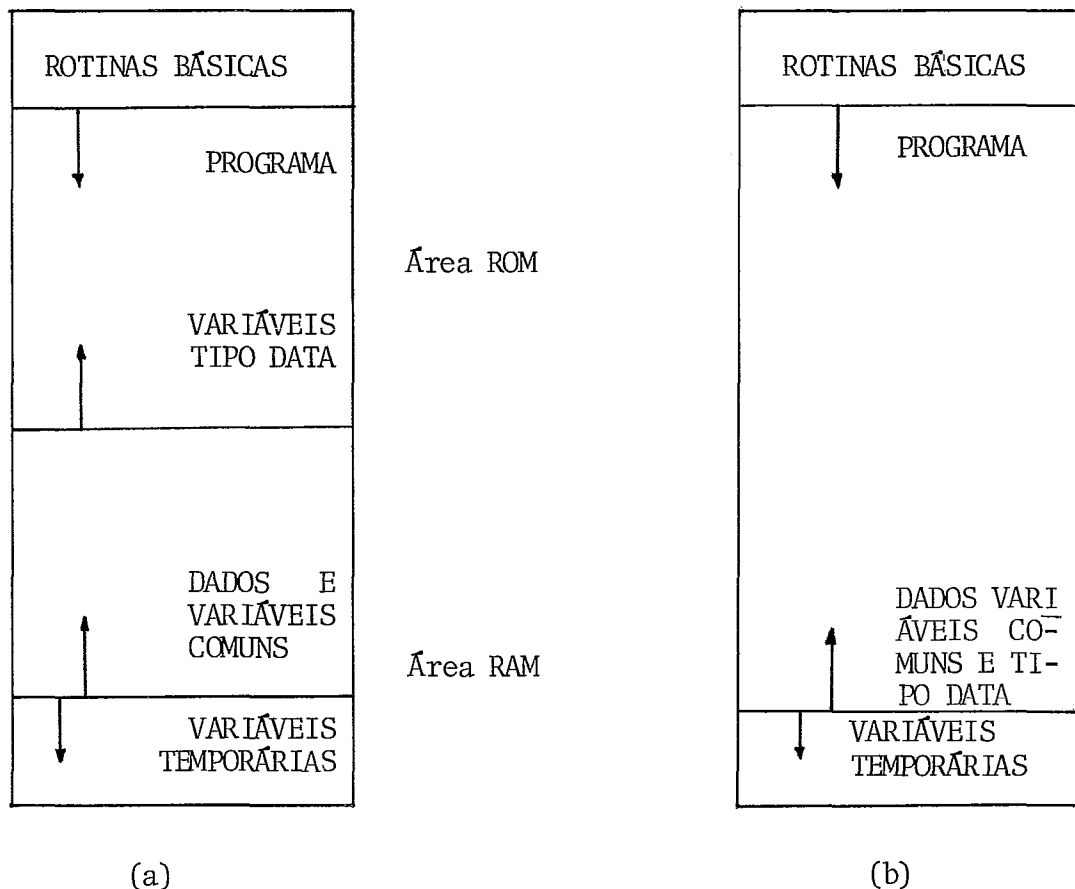 ROTINAS BÁSICAS
PROGRAMA
VARIÁVEIS
TIPO DATA
DADOS E
VARIÁVEIS
COMUNS
VARIÁVEIS
TEMPORÁRIAS
Área ROM
Área RAM
(a)
ROTINAS BÁSICAS
PROGRAMA
DADOS VARI
ÁVEIS CO-
MUNS E TI-
PO DATA
VARIÁVEIS
TEMPORÁRIAS
(b)